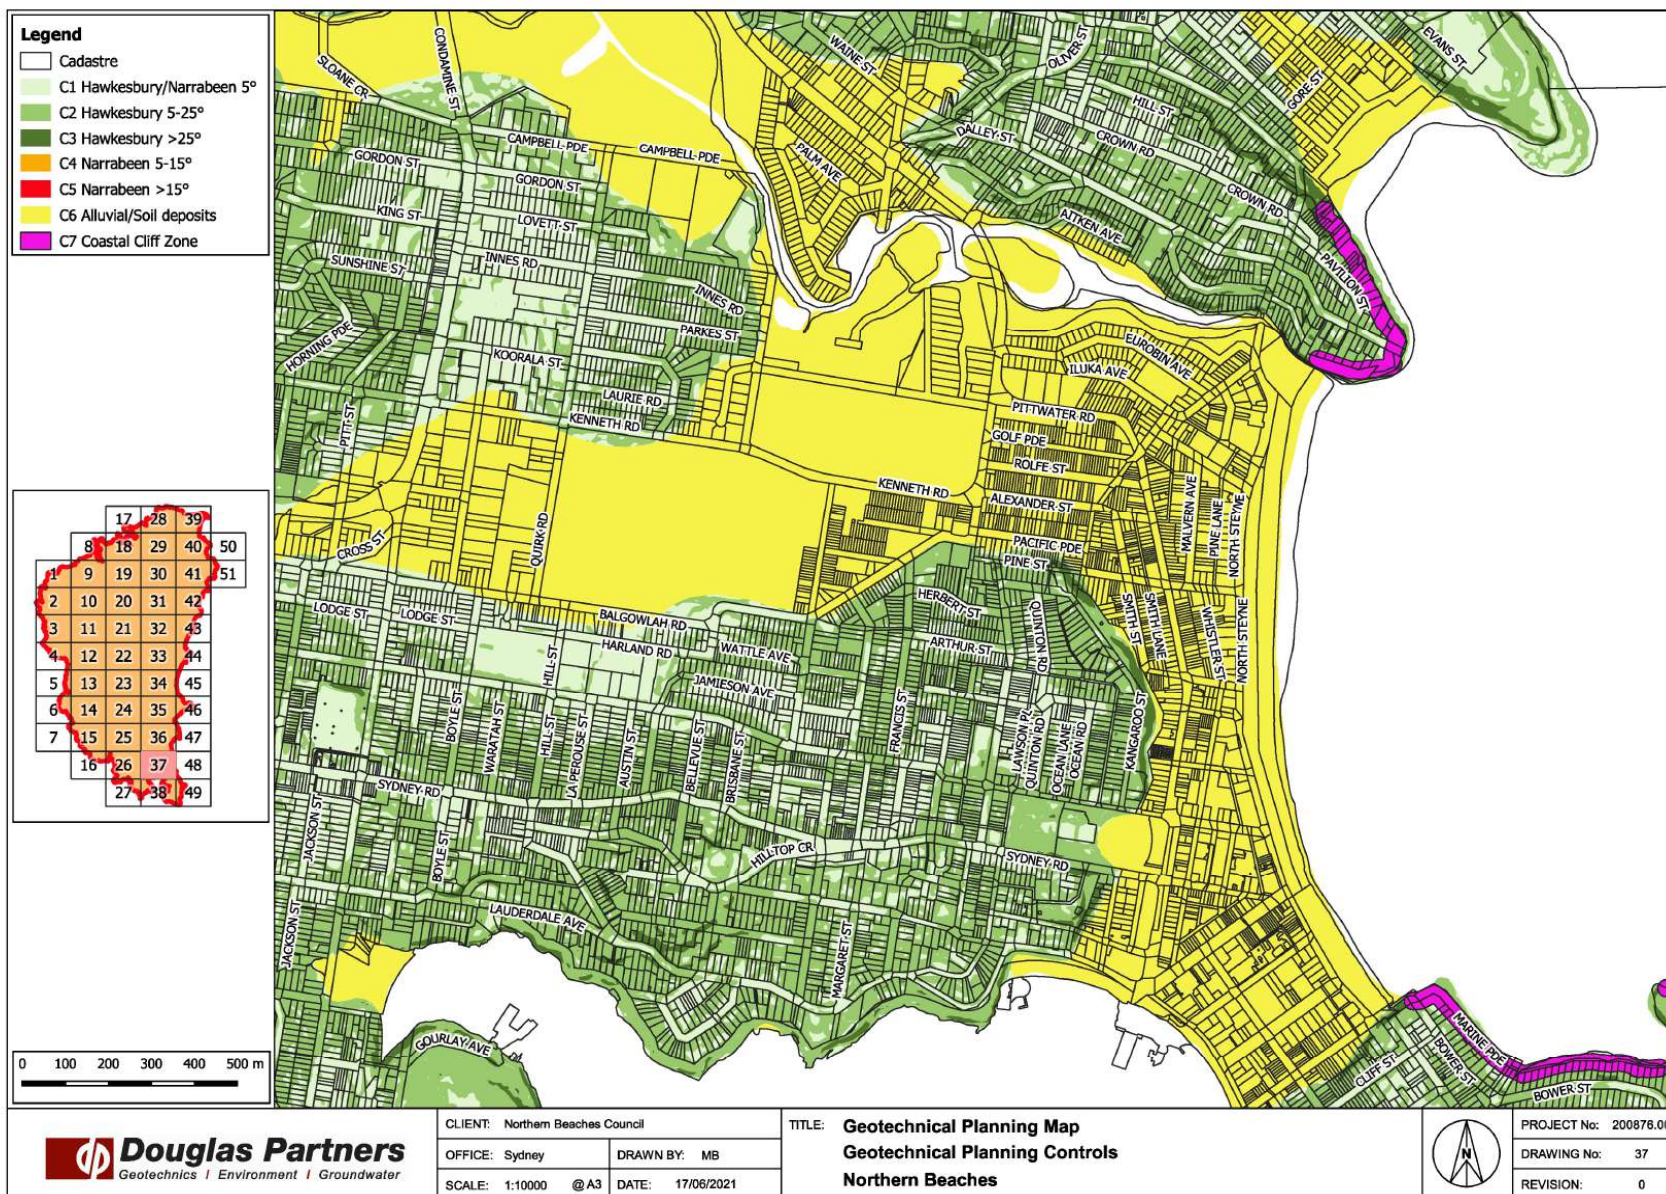 Legend
Cadastre
C1 Hawkesbury/Narrabeen 5°
C2 Hawkesbury 5-25°
C3 Hawkesbury >25°
C4 Narrabeen 5-15°
C5 Narrabeen >15°
C6 Alluvial/Soil deposits
C7 Coastal Cliff Zone
SLOANE CR
CONDAMINE ST
WAINE ST
OLIVER ST
EVANS ST
GORE ST
HILL ST
DALLEY ST
CROWN RD
CAMPBELL PDE
CAMPBELL PDE
PALM AVE
GORDON ST
GORDON ST
CROWN RD
KING ST
LOVETT ST
AITKEN AVE
SUNSHINE ST
INNES RD
PAVILION ST
INNES RD
HORNING PDE
PARKES ST
EUROBIN AVE
KOORALA ST
ILUKA AVE
LAURIE RD
PITT ST
KENNETH RD
PITTWATER RD
GOLF PDE
ROLFE ST
KENNETH RD
ALEXANDER ST
MALVERN AVE
PINE LANE
NORTH STEYNE
QUIRK RD
CROSS ST
PACIFIC PDE
PINE ST
LODGE ST
LODGE ST
BALGOWLAH RD
HERBERT ST
QUINTON RD
SMITH ST
SMITH LANE
WHISTLER ST
NORTH STEYNE
HARLAND RD
WATTLE AVE
ARTHUR ST
HILL ST
JAMIESON AVE
BOYLE ST
WARATAH ST
HILL ST
LA PEROUSE ST
AUSTIN ST
BELLEVUE ST
BRISBANE ST
FRANCIS ST
LAWSON PL
QUINTON RD
OCEAN LANE
OCEAN RD
KANGAROO ST
SYDNEY RD
JACKSON ST
BOYLE ST
HILLTOP CR
SYDNEY RD
LAUDERDALE AVE
JACKSON ST
MARGARET ST
GOURLAY AVE
MARINE PDE
BOWER ST
CLIFF ST
BOWER ST
17 28 39
8 18 29 40 50
1 9 19 30 41 51
2 10 20 31 42
3 11 21 32 43
4 12 22 33 44
5 13 23 34 45
6 14 24 35 46
7 15 25 36 47
16 26 37 48
27 38 49
0 100 200 300 400 500 m
Douglas Partners
Geotechnics / Environment / Groundwater
CLIENT: Northern Beaches Council
OFFICE: Sydney DRAWN BY: MB
SCALE: 1:10000 @ A3 DATE: 17/06/2021
TITLE: Geotechnical Planning Map
Geotechnical Planning Controls
Northern Beaches
N
PROJECT No: 200876.0
DRAWING No: 37
REVISION: 0